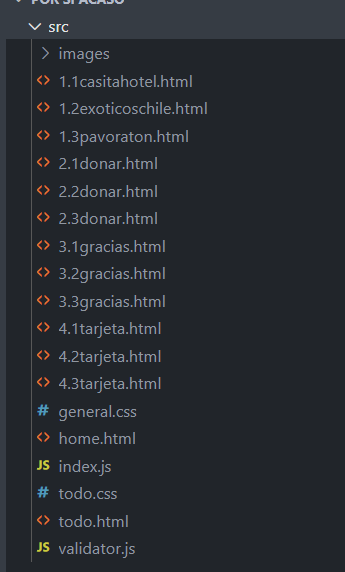 POR SI ACASO
src
images
<> 1.1casitahotel.html
<> 1.2exoticoschile.html
<> 1.3pavoraton.html
<> 2.1donar.html
<> 2.2donar.html
<> 2.3donar.html
<> 3.1gracias.html
<> 3.2gracias.html
<> 3.3gracias.html
<> 4.1tarjeta.html
<> 4.2tarjeta.html
<> 4.3tarjeta.html
# general.css
<> home.html
JS index.js
# todo.css
<> todo.html
JS validator.js